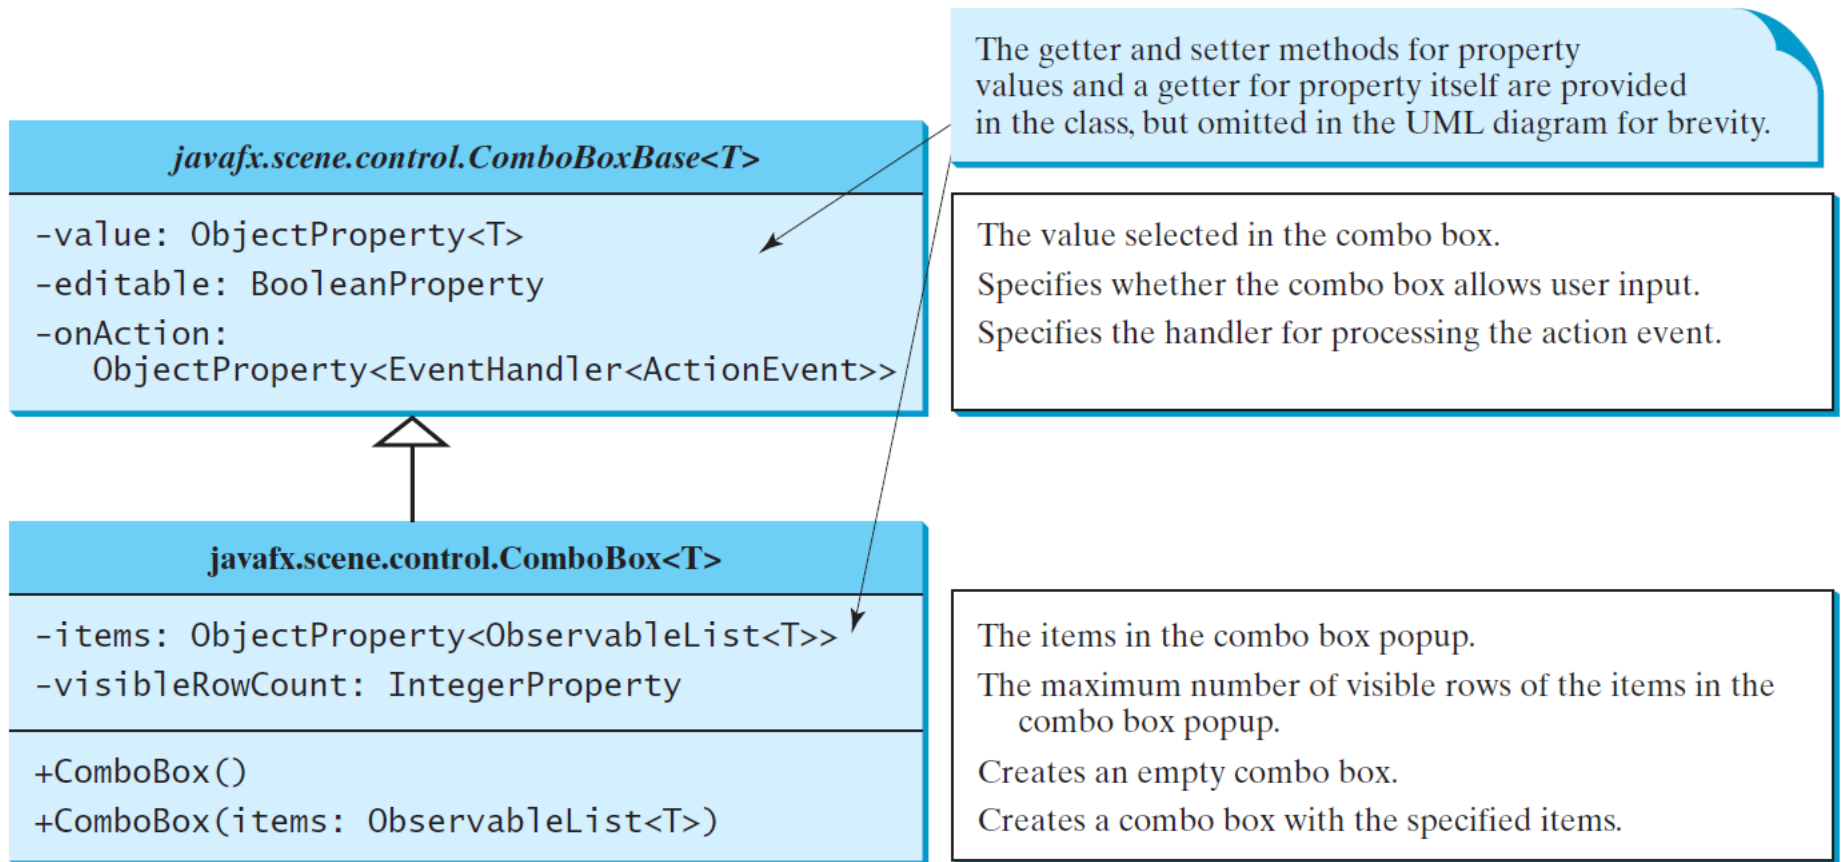 The getter and setter methods for property
values and a getter for property itself are provided
in the class, but omitted in the UML diagram for brevity.
javafx.scene.control.ComboBoxBase<T>
-value: ObjectProperty<T>
-editable: BooleanProperty
-onAction:
ObjectProperty<EventHandler<ActionEvent>>
The value selected in the combo box.
Specifies whether the combo box allows user input.
Specifies the handler for processing the action event.
javafx.scene.control.ComboBox<T>
-items: ObjectProperty<ObservableList<T>>
-visibleRowCount: IntegerProperty
+ComboBox()
+ComboBox(items: ObservableList<T>)
The items in the combo box popup.
The maximum number of visible rows of the items in the
combo box popup.
Creates an empty combo box.
Creates a combo box with the specified items.